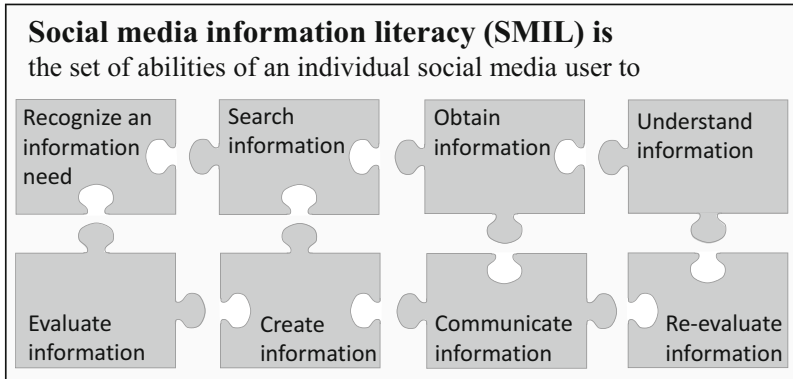 Social media information literacy (SMIL) is
the set of abilities of an individual social media user to
Recognize an
information
need
Search
information
Obtain
information
Understand
information
Evaluate
information
Create
information
Communicate
information
Re-evaluate
information